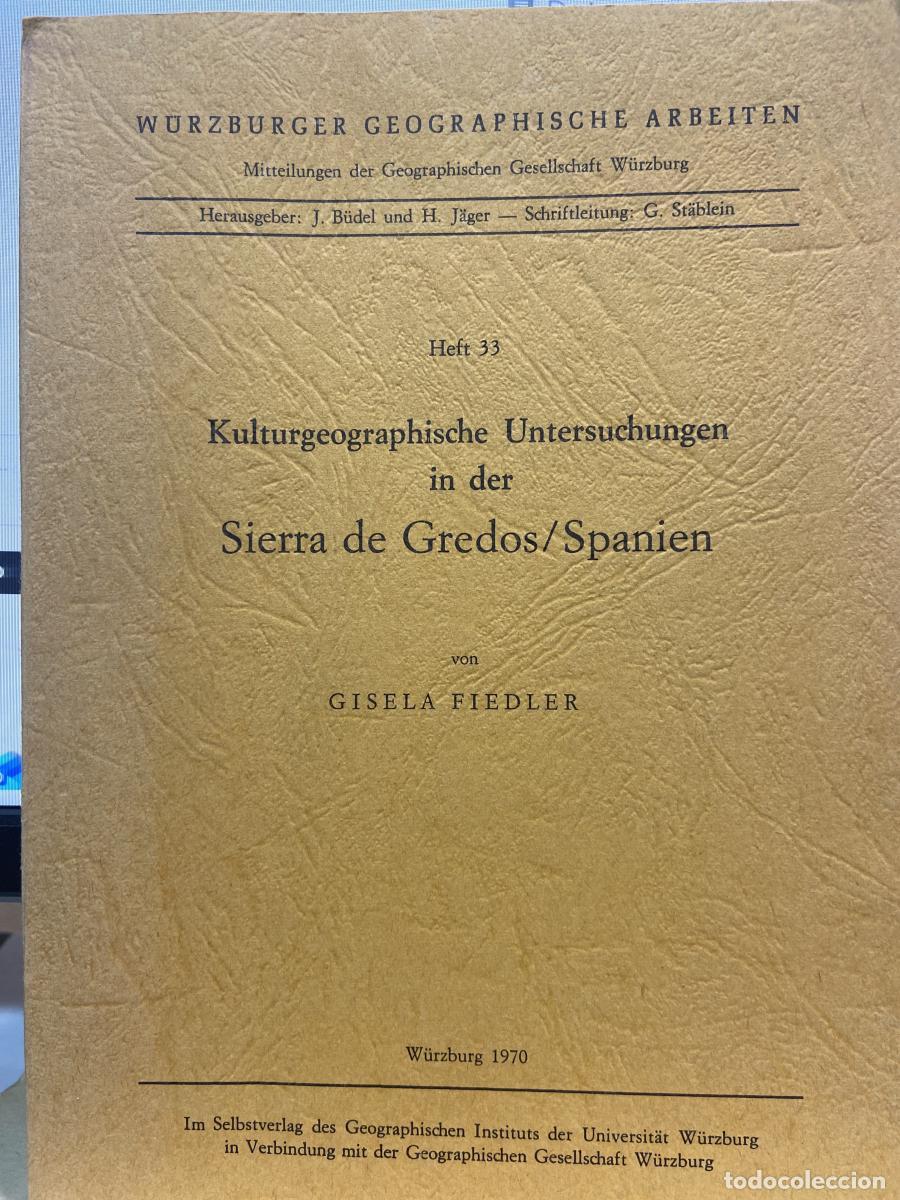 WÜRZBURGER GEOGRAPHISCHE ARBEITEN
Mitteilungen der Geographischen Gesellschaft Würzburg
Herausgeber: J. Büdel und H. Jäger — Schriftleitung: G. Stäblein
Heft 33
Kulturgeographische Untersuchungen
in der
Sierra de Gredos/Spanien
von
GISELA FIEDLER
Würzburg 1970
Im Selbstverlag des Geographischen Instituts der Universität Würzburg
in Verbindung mit der Geographischen Gesellschaft Würzburg
todocoleccion